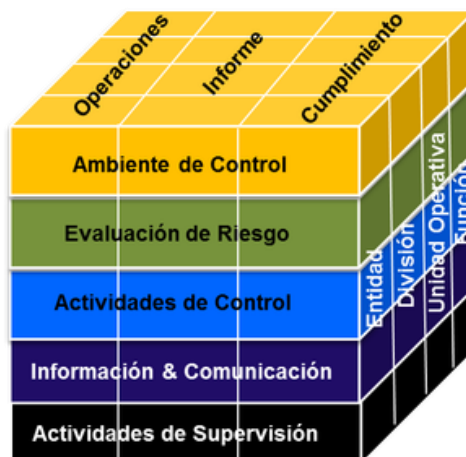 Operaciones
Informe
Cumplimiento
Ambiente de Control
Evaluación de Riesgo
Actividades de Control
Información & Comunicación
Actividades de Supervisión
Entidad
División
Unidad Operativa
Función